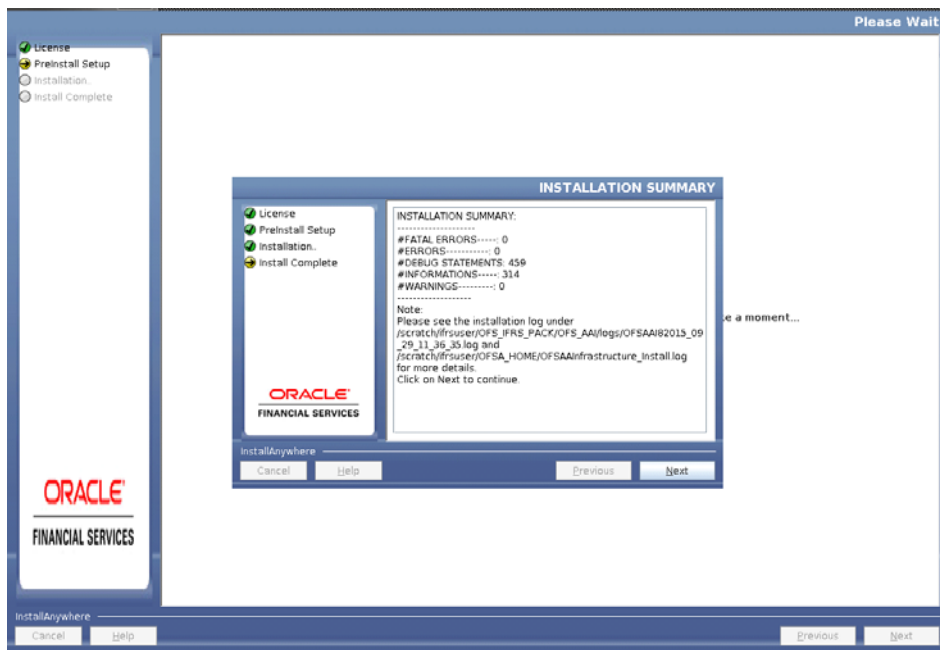 Please Wait
License
PreInstall Setup
Installation..
Install Complete
INSTALLATION SUMMARY
License
PreInstall Setup
Installation..
Install Complete
INSTALLATION SUMMARY:
-------------------
#FATAL ERRORS-----: 0
#ERRORS-----------: 0
#DEBUG STATEMENTS: 459
#INFORMATIONS-----: 314
#WARNINGS---------: 0
-------------------
Note:
Please see the installation log under
/scratch/ifrsuser/OFS_IFRS_PACK/OFS_AAI/logs/OFSAAI82015_09
_29_11_36_35.log and
/scratch/ifrsuser/OFSA_HOME/OFSAAInfrastructure_Install.log
for more details.
Click on Next to continue.
e a moment...
ORACLE
FINANCIAL SERVICES
InstallAnywhere
Cancel Help Previous Next
ORACLE
FINANCIAL SERVICES
InstallAnywhere
Cancel Help Previous Next